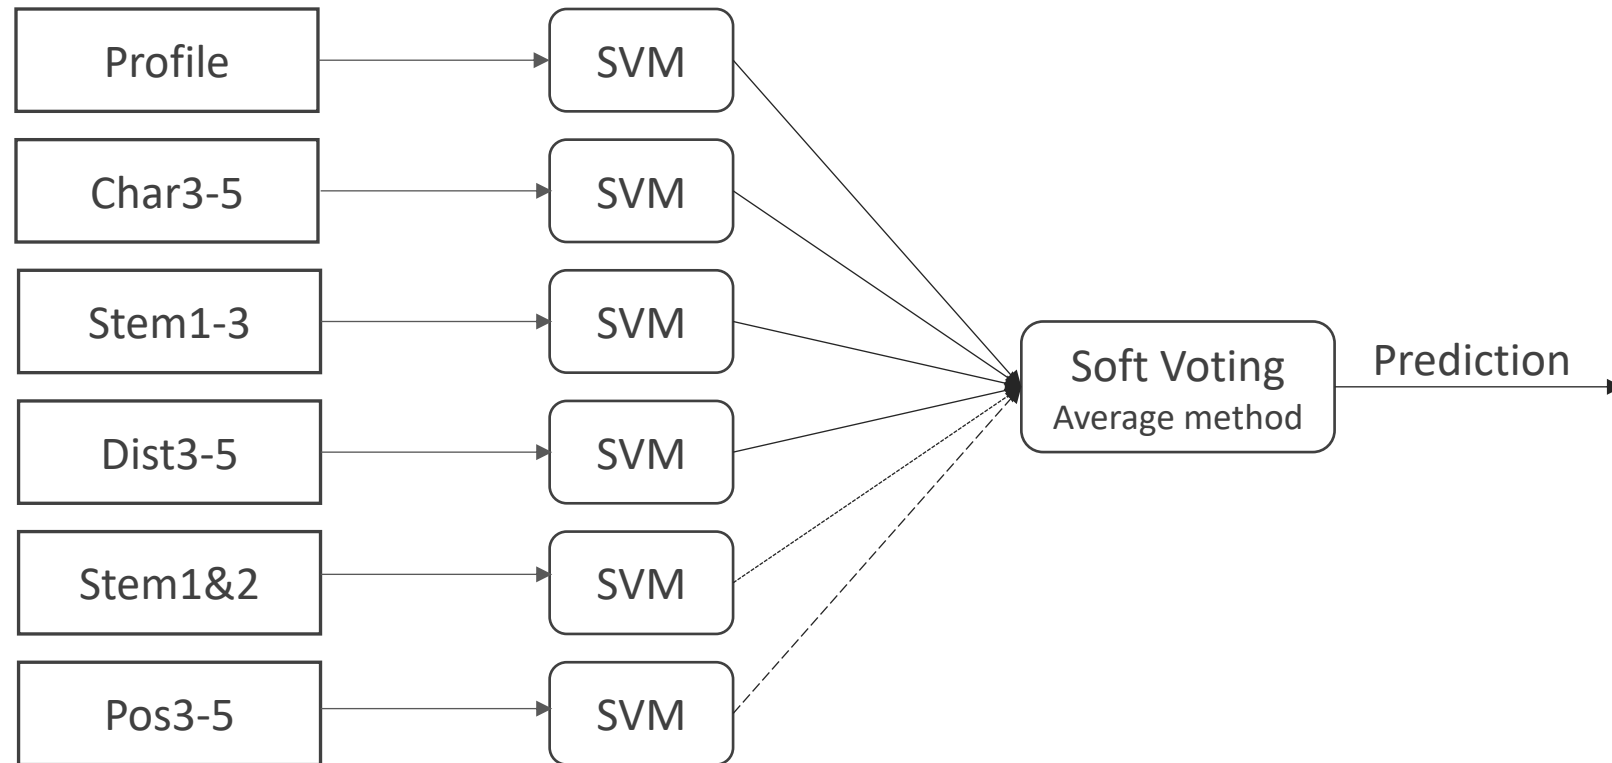 Profile
SVM
Char3-5
SVM
Stem1-3
SVM
Soft Voting
Average method
Prediction
Dist3-5
SVM
Stem1&2
SVM
Pos3-5
SVM